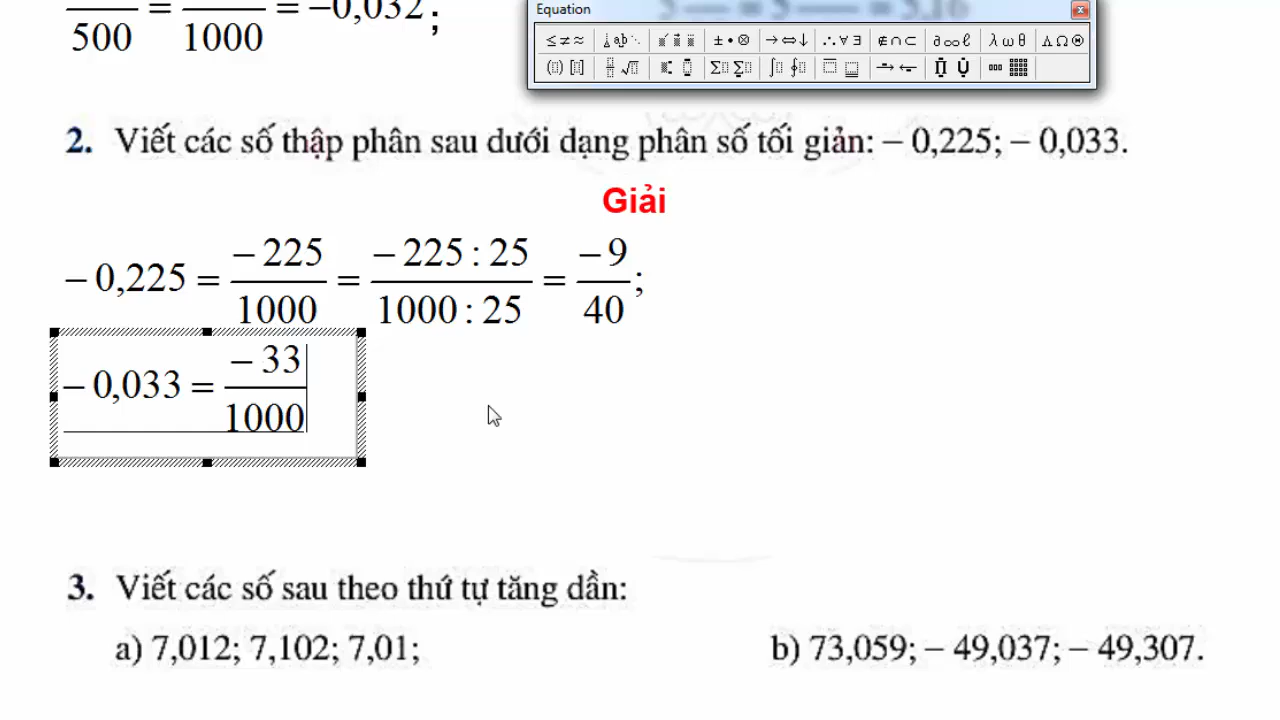 500 = 1000 = −0,032 ;
Equation
2. Viết các số thập phân sau dưới dạng phân số tối giản: – 0,225; – 0,033.
Giải
−0,225 = −225/1000 = −225 : 25/1000 : 25 = −9/40;
−0,033 = −33/1000
3. Viết các số sau theo thứ tự tăng dần:
a) 7,012; 7,102; 7,01;
b) 73,059; – 49,037; – 49,307.